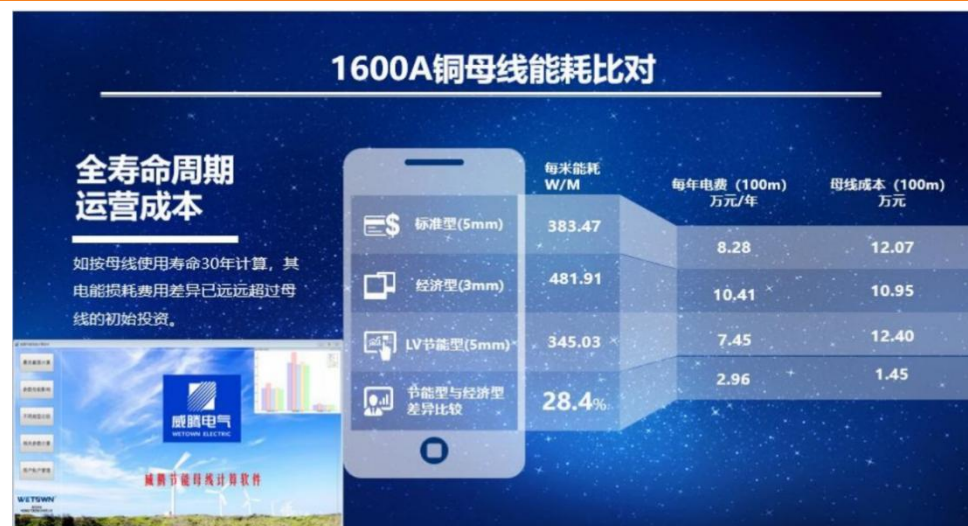 1600A铜母线能耗比对
全寿命周期
运营成本
如按母线使用寿命30年计算，其
电能损耗费用差异已远远超过母
线的初始投资。
每米能耗
W/M
每年电费（100m）
万元/年
母线成本（100m）
万元
标准型(5mm)
383.47
8.28
12.07
经济型(3mm)
481.91
10.41
10.95
LV节能型(5mm)
345.03
7.45
12.40
节能型与经济型
差异比较
28.4%
2.96
1.45
威腾电气
WETOWN ELECTRIC
威腾节能母线计算软件
WETOWN